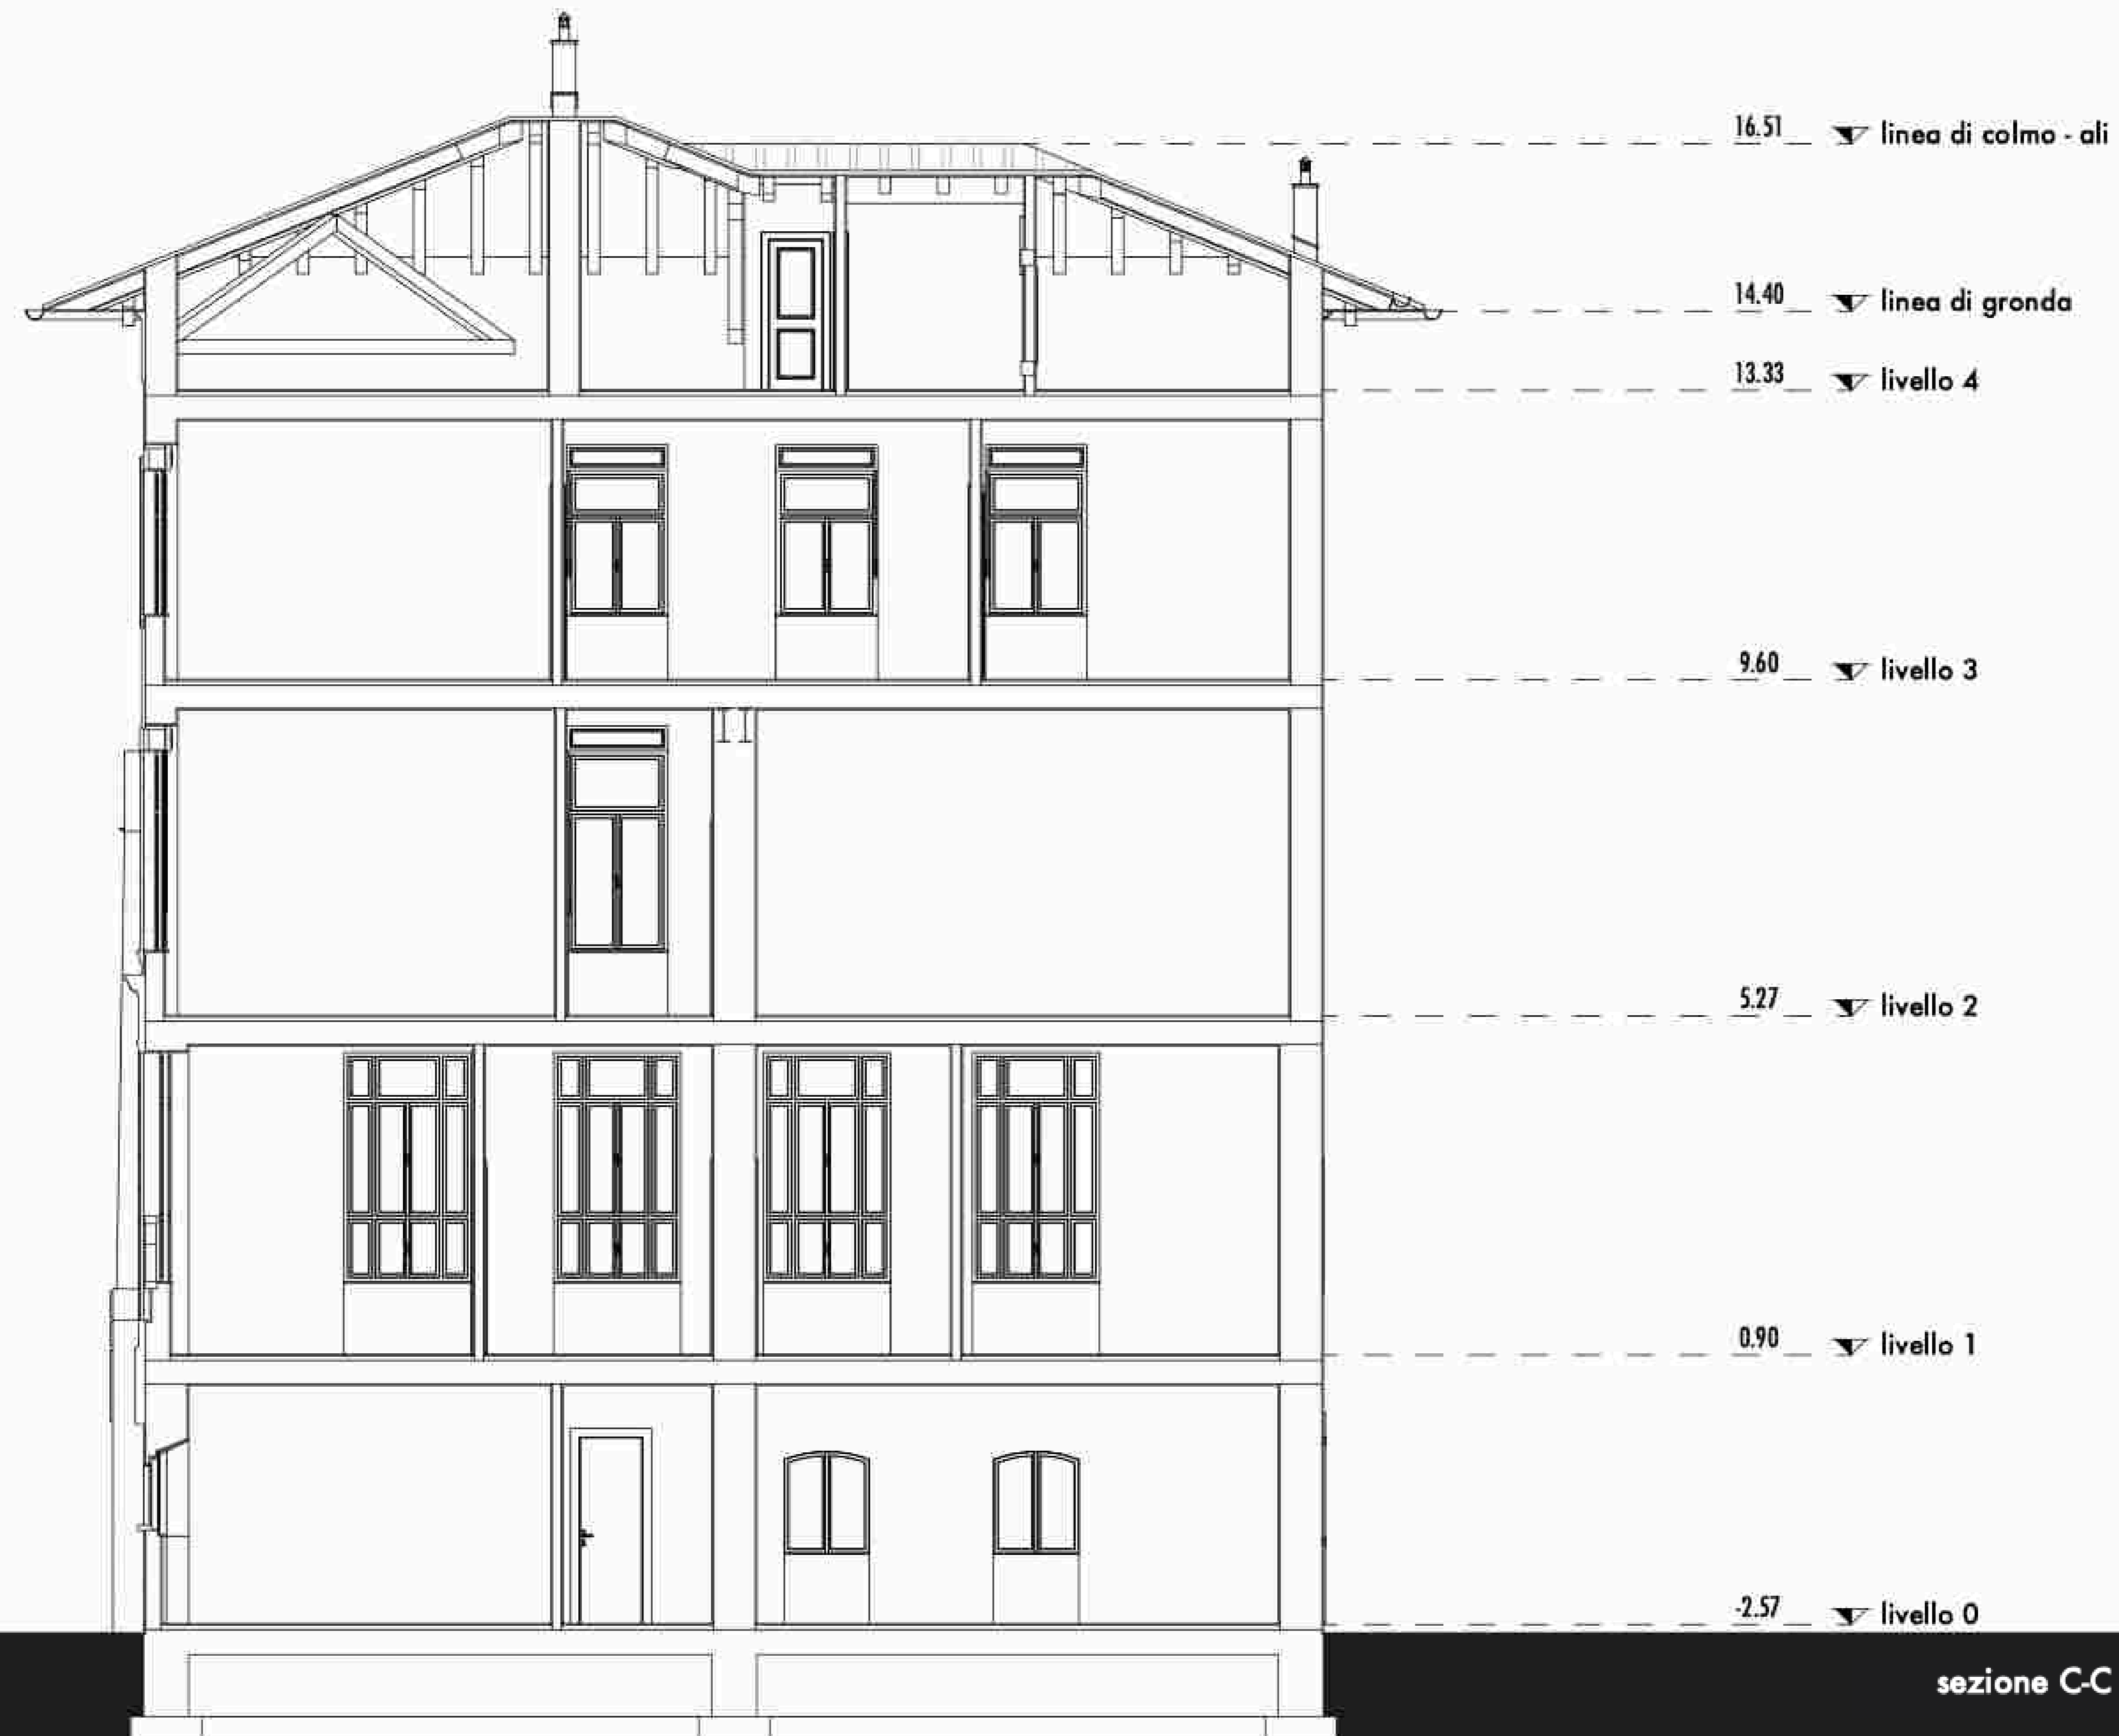 16.51 linea di colmo - ali
14.40 linea di gronda
13.33 livello 4
9.60 livello 3
5.27 livello 2
0.90 livello 1
-2.57 livello 0
sezione C-C